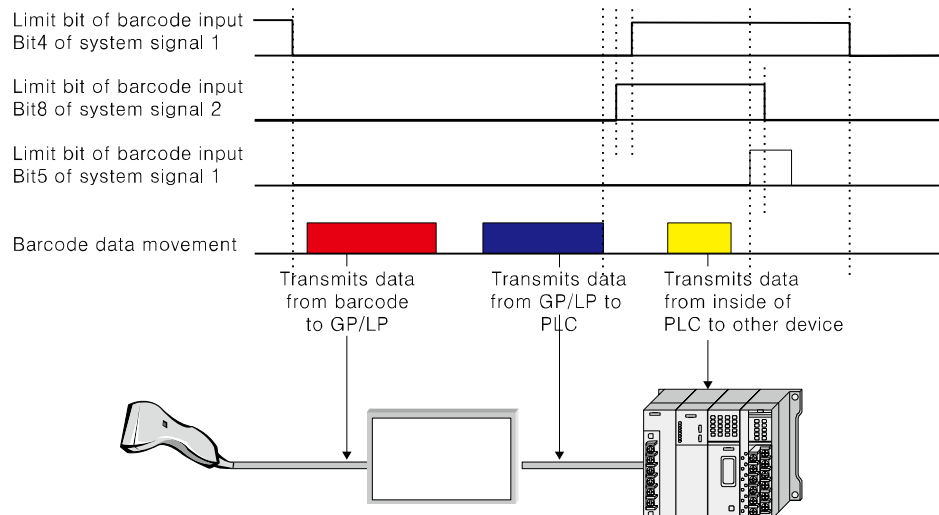 Limit bit of barcode input
Bit4 of system signal 1
Limit bit of barcode input
Bit8 of system signal 2
Limit bit of barcode input
Bit5 of system signal 1
Barcode data movement
Transmits data
from barcode
to GP/LP
Transmits data
from GP/LP to
PLC
Transmits data
from inside of
PLC to other device